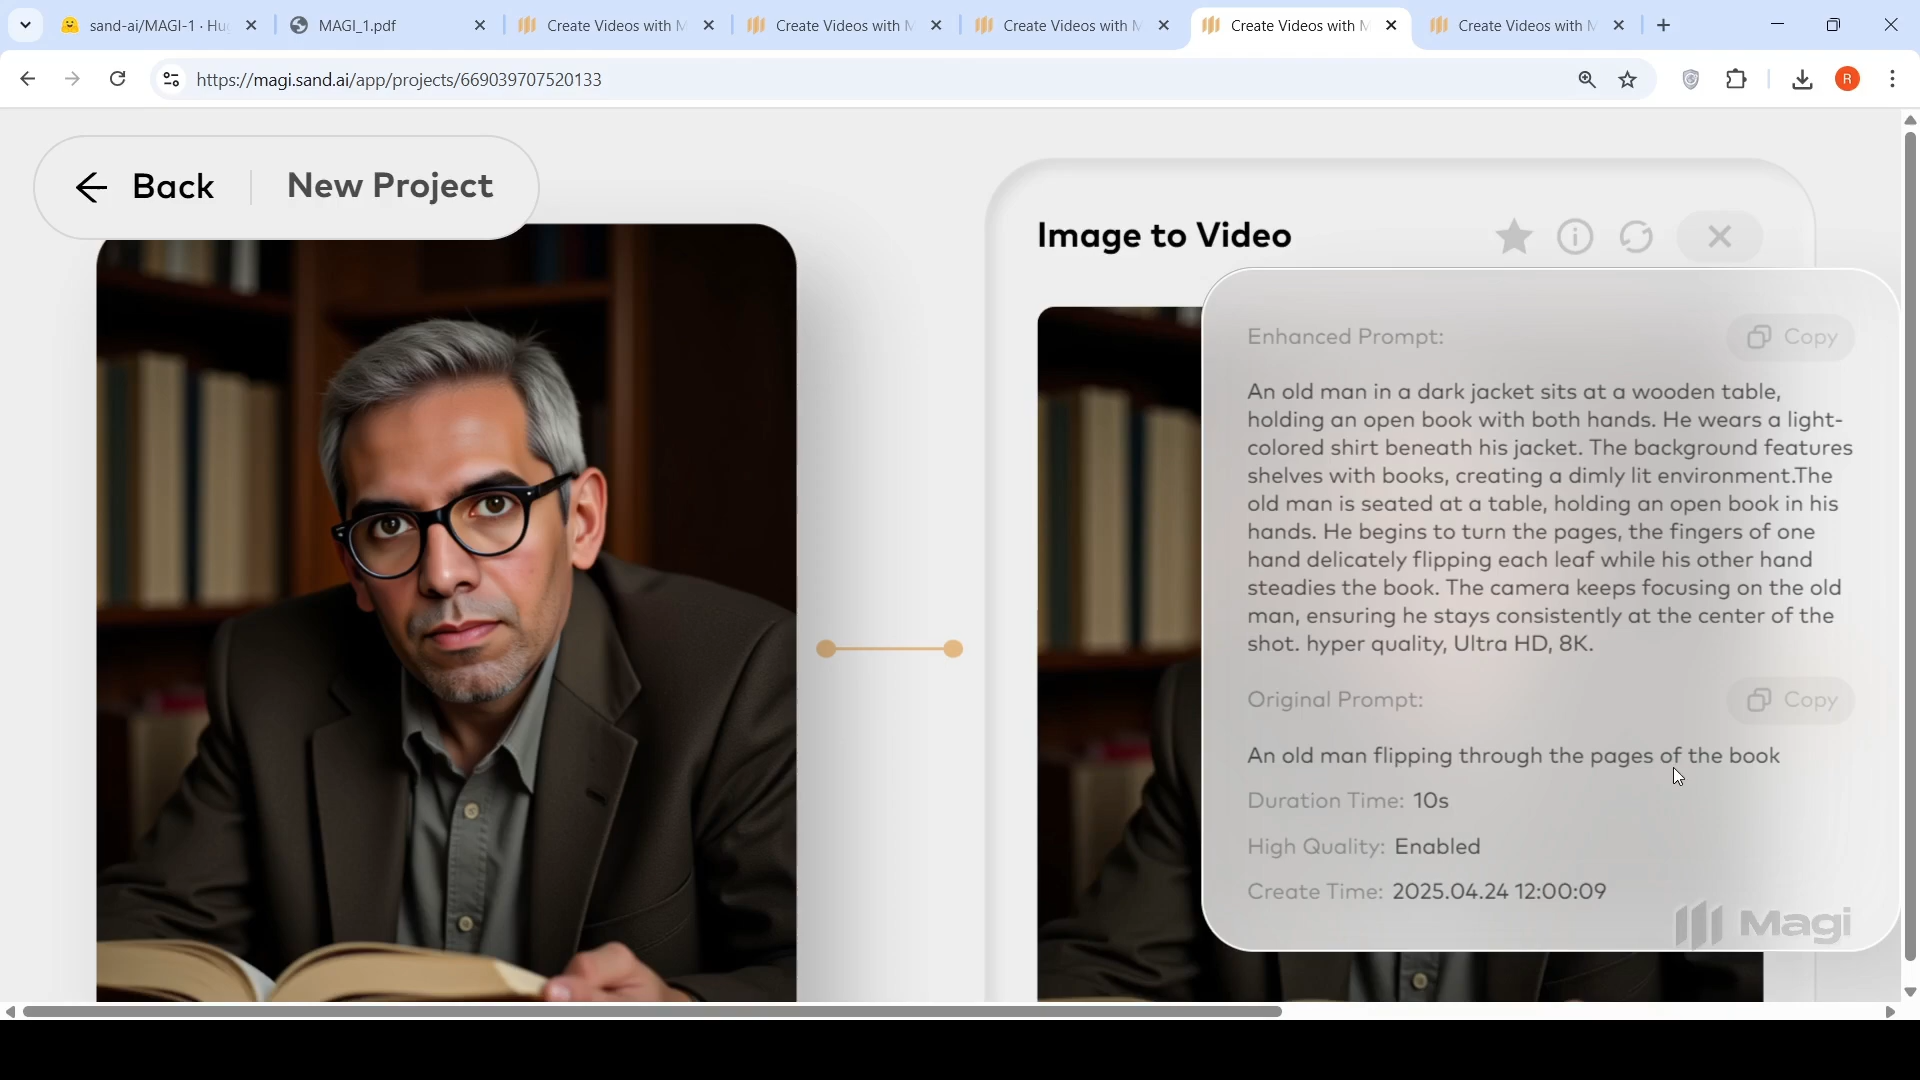 sand-ai/MAGI-1 · Hu
MAGI_1.pdf
Create Videos with M
Create Videos with M
Create Videos with M
Create Videos with M
Create Videos with M
https://magi.sand.ai/app/projects/669039707520133
R
Back
New Project
Image to Video
Enhanced Prompt:
Copy
An old man in a dark jacket sits at a wooden table,
holding an open book with both hands. He wears a light-
colored shirt beneath his jacket. The background features
shelves with books, creating a dimly lit environment.The
old man is seated at a table, holding an open book in his
hands. He begins to turn the pages, the fingers of one
hand delicately flipping each leaf while his other hand
steadies the book. The camera keeps focusing on the old
man, ensuring he stays consistently at the center of the
shot. hyper quality, Ultra HD, 8K.
Original Prompt:
Copy
An old man flipping through the pages of the book
Duration Time: 10s
High Quality: Enabled
Create Time: 2025.04.24 12:00:09
Magi